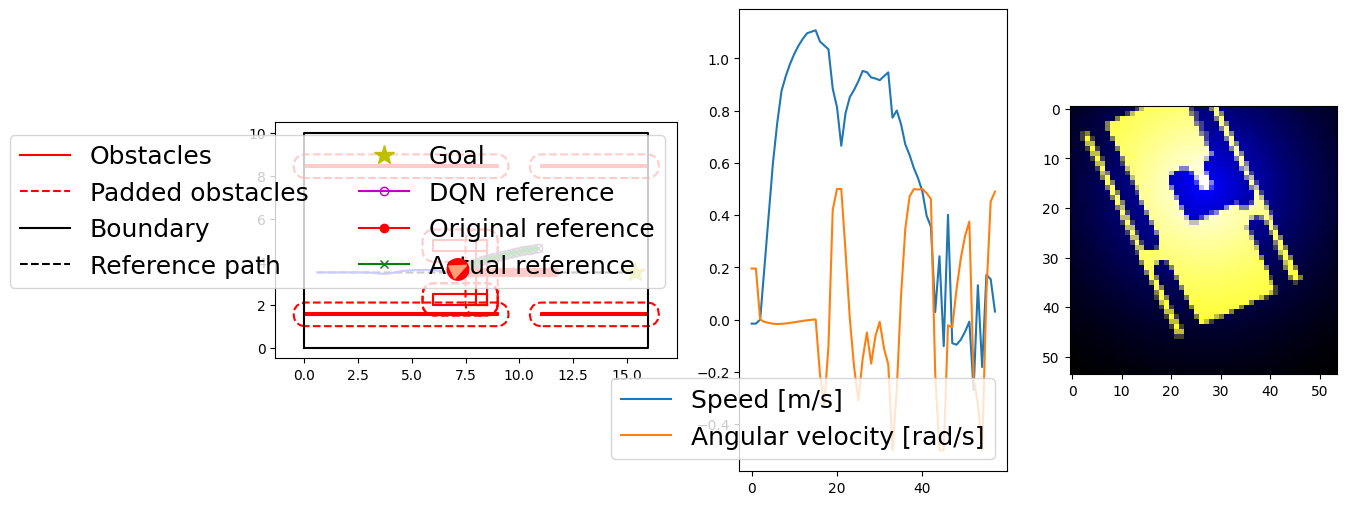 Obstacles
Padded obstacles
Boundary
Reference path
Goal
DQN reference
Original reference
Actual reference
10
8
6
4
2
0
0.0 2.5 5.0 7.5 10.0 12.5 15.0
1.0
0.8
0.6
0.4
0.2
0.0
−0.2
−0.4
0 20 40
Speed [m/s]
Angular velocity [rad/s]
0
10
20
30
40
50
0 10 20 30 40 50